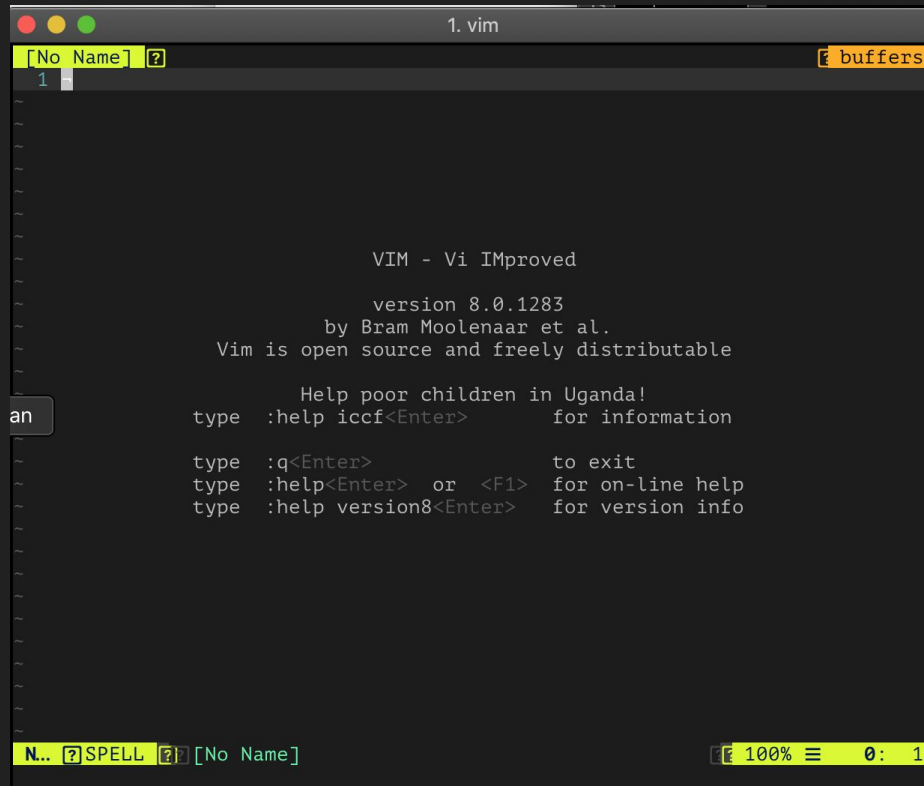 1. vim
[No Name] buffers
1 ¬
~
~
~
~
~
~
~
~ VIM - Vi IMproved
~
~ version 8.0.1283
~ by Bram Moolenaar et al.
~ Vim is open source and freely distributable
~
~ Help poor children in Uganda!
an type :help iccf<Enter> for information
~
~ type :q<Enter> to exit
~ type :help<Enter> or <F1> for on-line help
~ type :help version8<Enter> for version info
~
~
~
~
~
~
~
~
~
~
N... SPELL [No Name] 100% ☰ 0: 1